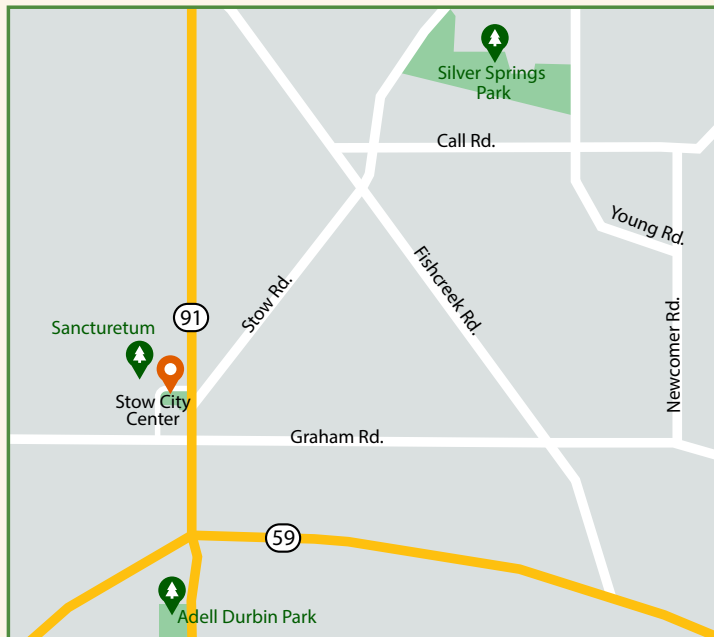 Silver Springs
Park
Call Rd.
Young Rd.
Fishcreek Rd.
Stow Rd.
91
Sancturetum
Newcomer Rd.
Stow City
Center
Graham Rd.
59
Adell Durbin Park